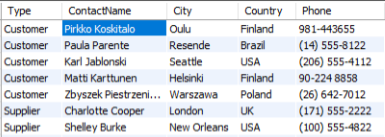 Type ContactName City Country Phone
Customer Pirkko Koskitalo Oulu Finland 981-443655
Customer Paula Parente Resende Brazil (14) 555-8122
Customer Karl Jablonski Seattle USA (206) 555-4112
Customer Matti Karttunen Helsinki Finland 90-224 8858
Customer Zbyszek Piestrzeni... Warszawa Poland (26) 642-7012
Supplier Charlotte Cooper London UK (171) 555-2222
Supplier Shelley Burke New Orleans USA (100) 555-4822